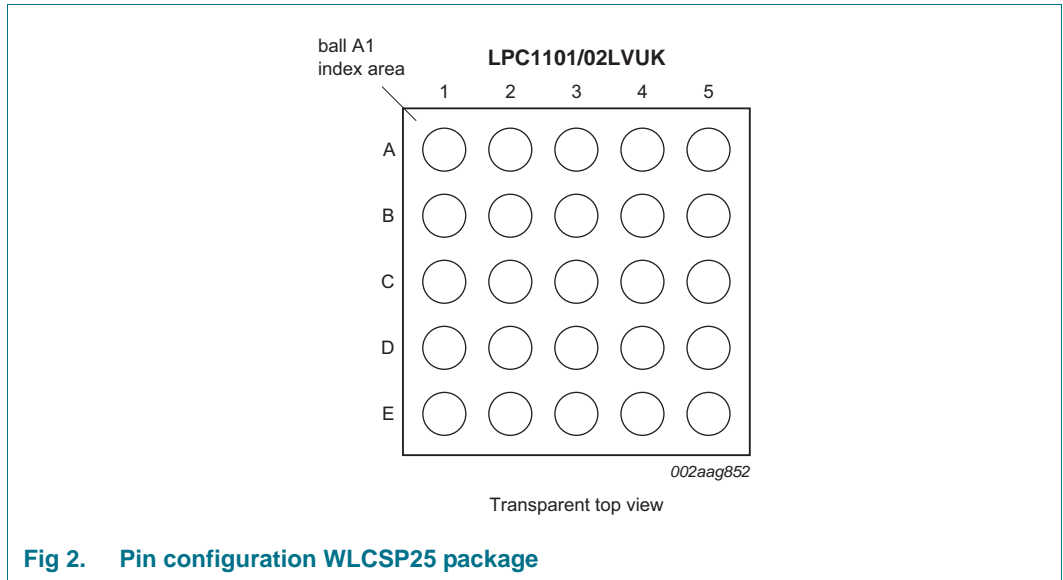 ball A1
index area
LPC1101/02LVUK
1 2 3 4 5
A
B
C
D
E
002aag852
Transparent top view
Fig 2. Pin configuration WLCSP25 package